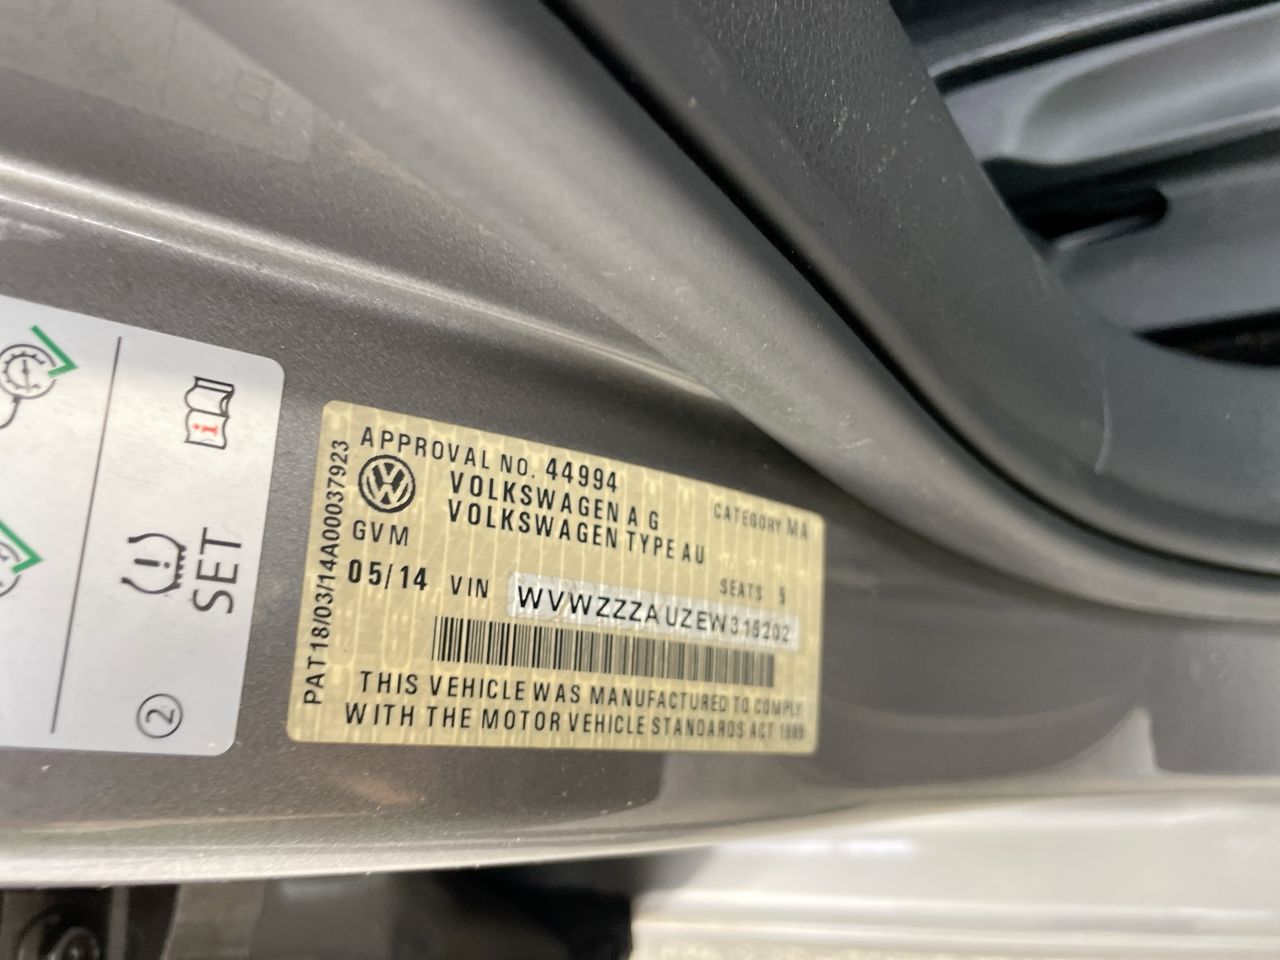 APPROVAL NO. 44994
VOLKSWAGEN A G
CATEGORY MA
VOLKSWAGEN TYPE AU
GVM
SEATS 5
05/14 VIN WVWZZZAUZEW316202
THIS VEHICLE WAS MANUFACTURED TO COMPLY
WITH THE MOTOR VEHICLE STANDARDS ACT 1989
PAT18/03/14A00037923
SET
2